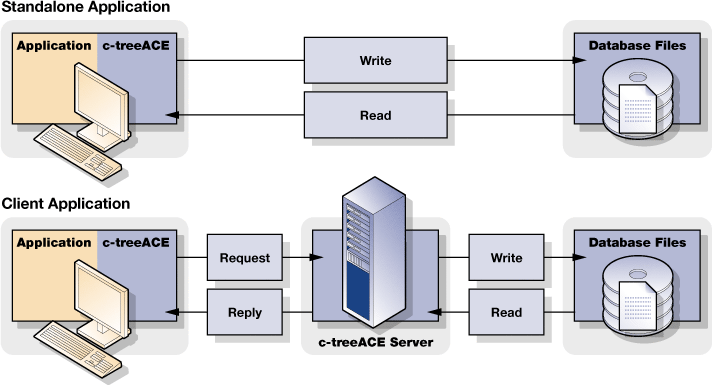 Standalone Application
Application c-treeACE
Write
Database Files
Read
Client Application
Application c-treeACE
Request
Write
Database Files
Reply
Read
c-treeACE Server